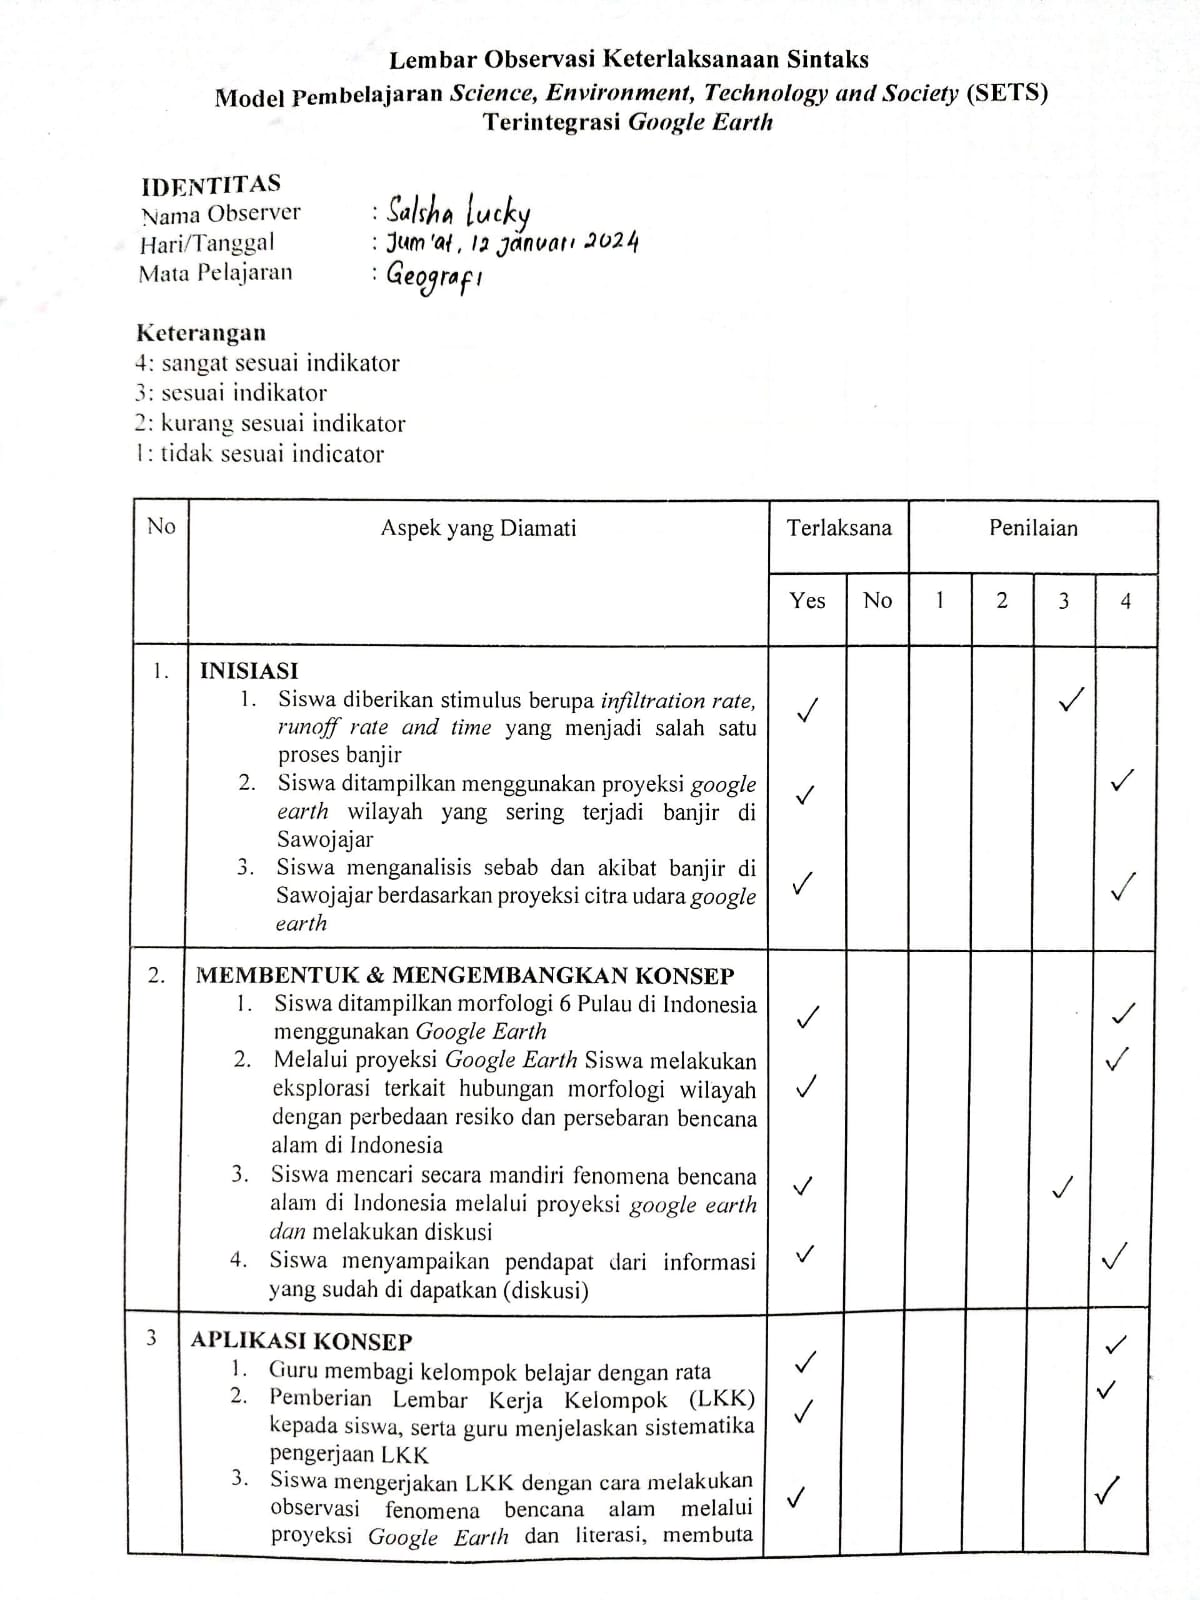 Lembar Observasi Keterlaksanaan Sintaks
Model Pembelajaran Science, Environment, Technology and Society (SETS)
Terintegrasi Google Earth
IDENTITAS
Nama Observer : Salsha Lucky
Hari/Tanggal : Jum'at, 12 Januari 2024
Mata Pelajaran : Geografi
Keterangan
4: sangat sesuai indikator
3: sesuai indikator
2: kurang sesuai indikator
1: tidak sesuai indicator
No Aspek yang Diamati Terlaksana Penilaian
Yes No 1 2 3 4
1. INISIASI
1. Siswa diberikan stimulus berupa infiltration rate, ✓ ✓
runoff rate and time yang menjadi salah satu
proses banjir
2. Siswa ditampilkan menggunakan proyeksi google ✓ ✓
earth wilayah yang sering terjadi banjir di
Sawojajar
3. Siswa menganalisis sebab dan akibat banjir di ✓ ✓
Sawojajar berdasarkan proyeksi citra udara google
earth
2. MEMBENTUK & MENGEMBANGKAN KONSEP
1. Siswa ditampilkan morfologi 6 Pulau di Indonesia ✓ ✓
menggunakan Google Earth
2. Melalui proyeksi Google Earth Siswa melakukan ✓ ✓
eksplorasi terkait hubungan morfologi wilayah
dengan perbedaan resiko dan persebaran bencana
alam di Indonesia
3. Siswa mencari secara mandiri fenomena bencana ✓ ✓
alam di Indonesia melalui proyeksi google earth
dan melakukan diskusi
4. Siswa menyampaikan pendapat dari informasi ✓ ✓
yang sudah di dapatkan (diskusi)
3 APLIKASI KONSEP
1. Guru membagi kelompok belajar dengan rata ✓ ✓
2. Pemberian Lembar Kerja Kelompok (LKK) ✓ ✓
kepada siswa, serta guru menjelaskan sistematika
pengerjaan LKK
3. Siswa mengerjakan LKK dengan cara melakukan ✓ ✓
observasi fenomena bencana alam melalui
proyeksi Google Earth dan literasi, membuta